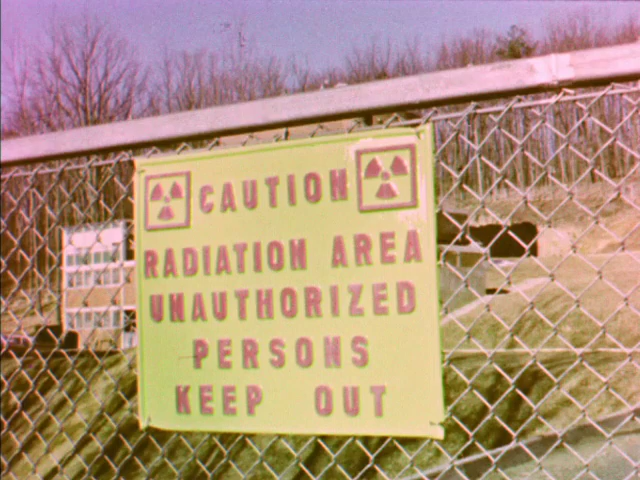 CAUTION
RADIATION AREA
UNAUTHORIZED
PERSONS
KEEP OUT